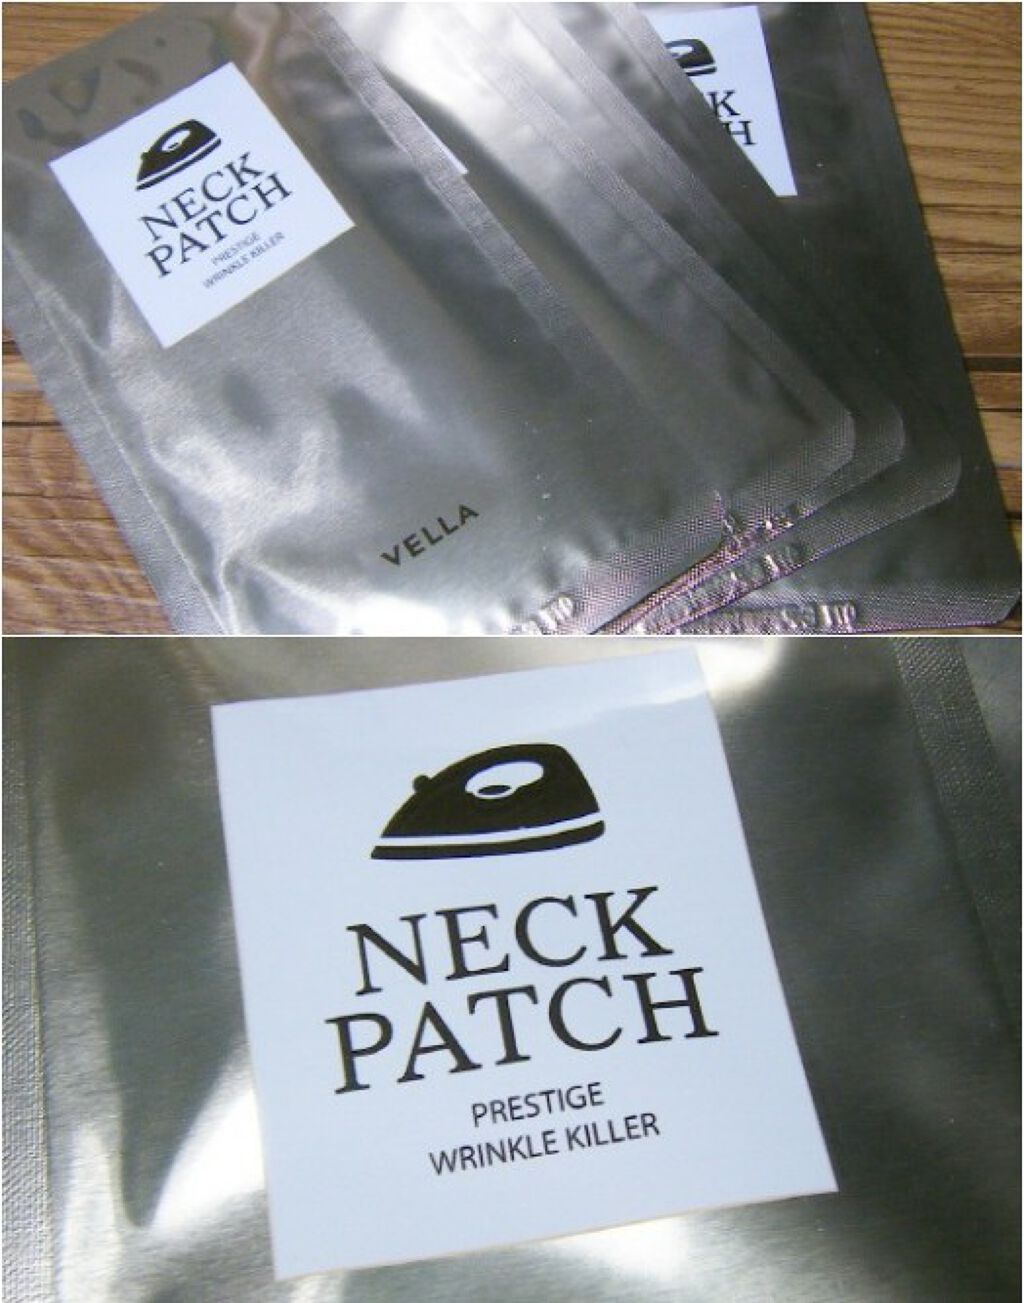 NECK
PATCH
PRESTIGE
WRINKLE KILLER
K
H
VELLA
NECK
PATCH
PRESTIGE
WRINKLE KILLER